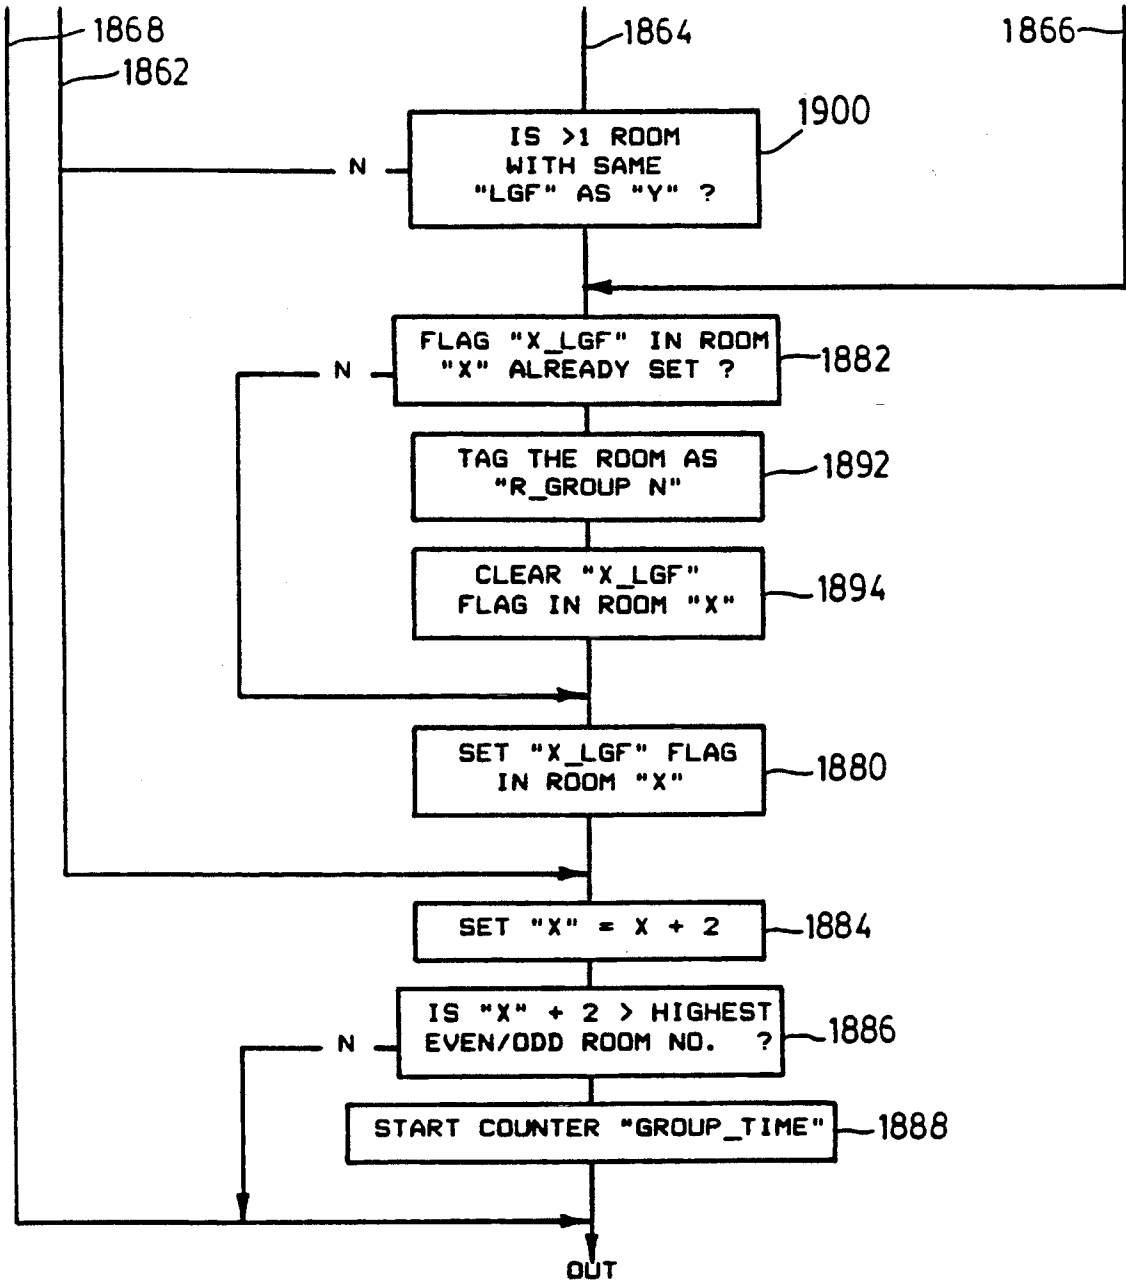 1868
1862
1864
1866
1900
IS >1 ROOM
WITH SAME
"LGF" AS "Y" ?
N
FLAG "X_LGF" IN ROOM
"X" ALREADY SET ?
1882
N
TAG THE ROOM AS
"R_GROUP N"
1892
CLEAR "X_LGF"
FLAG IN ROOM "X"
1894
SET "X_LGF" FLAG
IN ROOM "X"
1880
SET "X" = X + 2
1884
IS "X" + 2 > HIGHEST
EVEN/ODD ROOM NO. ?
1886
N
START COUNTER "GROUP_TIME"
1888
OUT